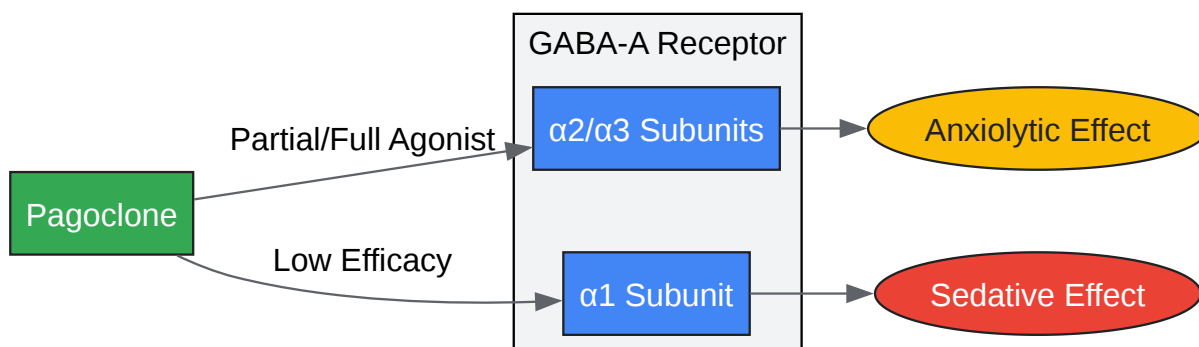 GABA-A Receptor
Partial/Full Agonist
α2/α3 Subunits
Anxiolytic Effect
Pagoclone
Low Efficacy
α1 Subunit
Sedative Effect